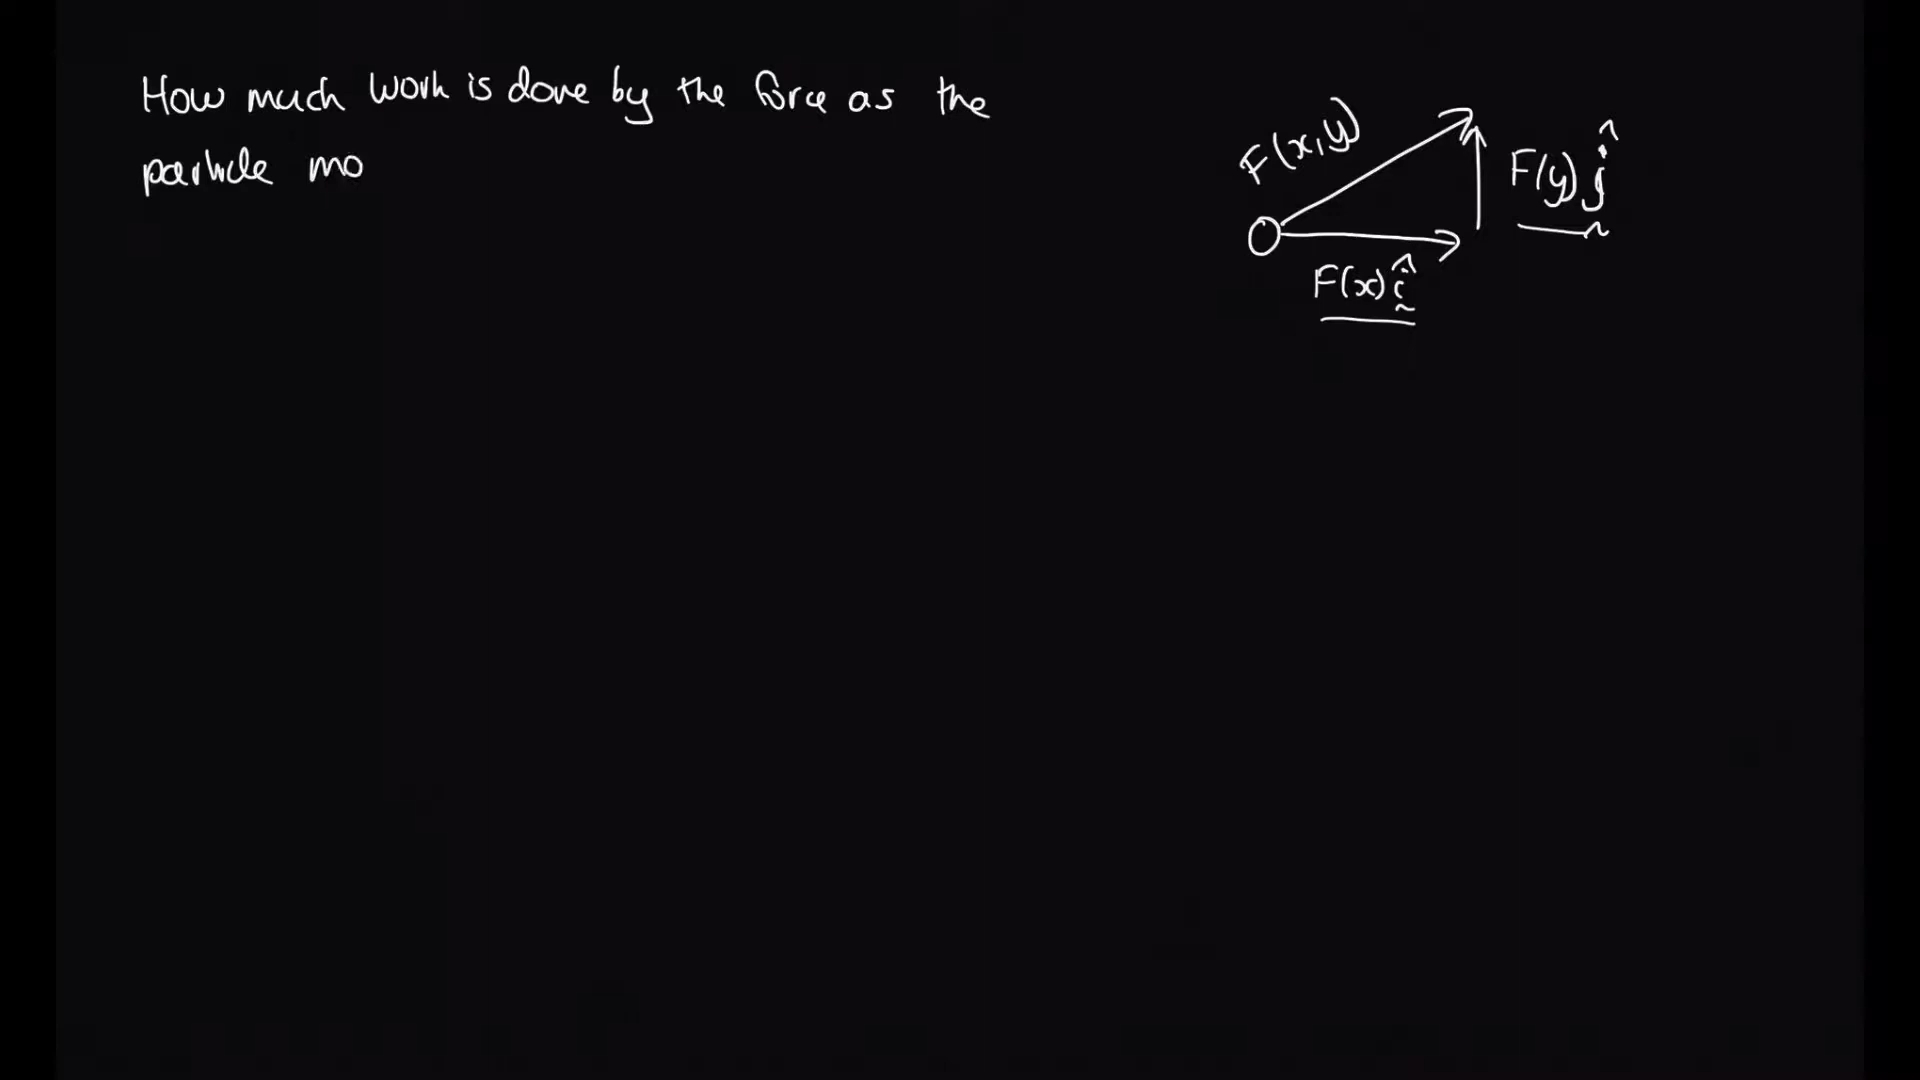 How much work is done by the force as the
particle mo
F(x,y)
F(y) ĵ
F(x) î